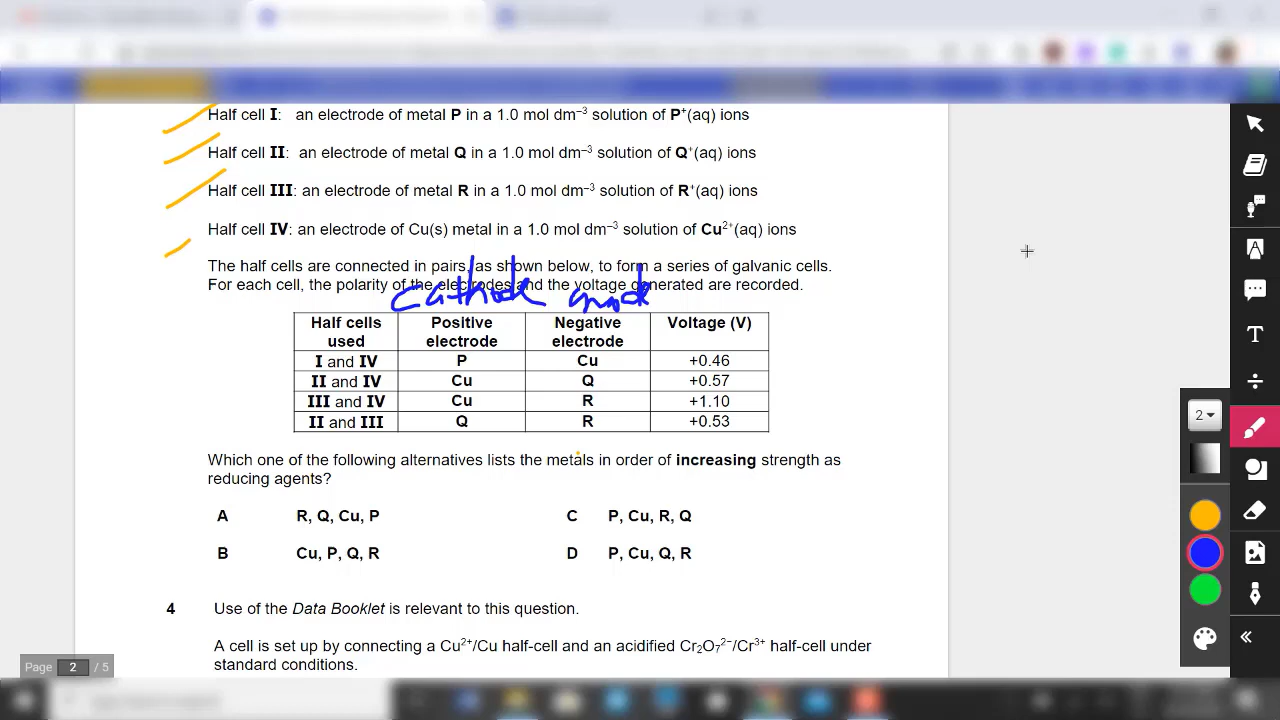 Half cell I: an electrode of metal P in a 1.0 mol dm⁻³ solution of P⁺(aq) ions
Half cell II: an electrode of metal Q in a 1.0 mol dm⁻³ solution of Q⁺(aq) ions
Half cell III: an electrode of metal R in a 1.0 mol dm⁻³ solution of R⁺(aq) ions
Half cell IV: an electrode of Cu(s) metal in a 1.0 mol dm⁻³ solution of Cu²⁺(aq) ions
The half cells are connected in pairs, as shown below, to form a series of galvanic cells.
For each cell, the polarity of the electrodes and the voltage generated are recorded.
Cathode anode
Half cells used Positive electrode Negative electrode Voltage (V)
I and IV P Cu +0.46
II and IV Cu Q +0.57
III and IV Cu R +1.10
II and III Q R +0.53
Which one of the following alternatives lists the metals in order of increasing strength as
reducing agents?
A R, Q, Cu, P C P, Cu, R, Q
B Cu, P, Q, R D P, Cu, Q, R
4 Use of the Data Booklet is relevant to this question.
A cell is set up by connecting a Cu²⁺/Cu half-cell and an acidified Cr₂O₇²⁻/Cr³⁺ half-cell under
standard conditions.
Page 2 / 5
2
T